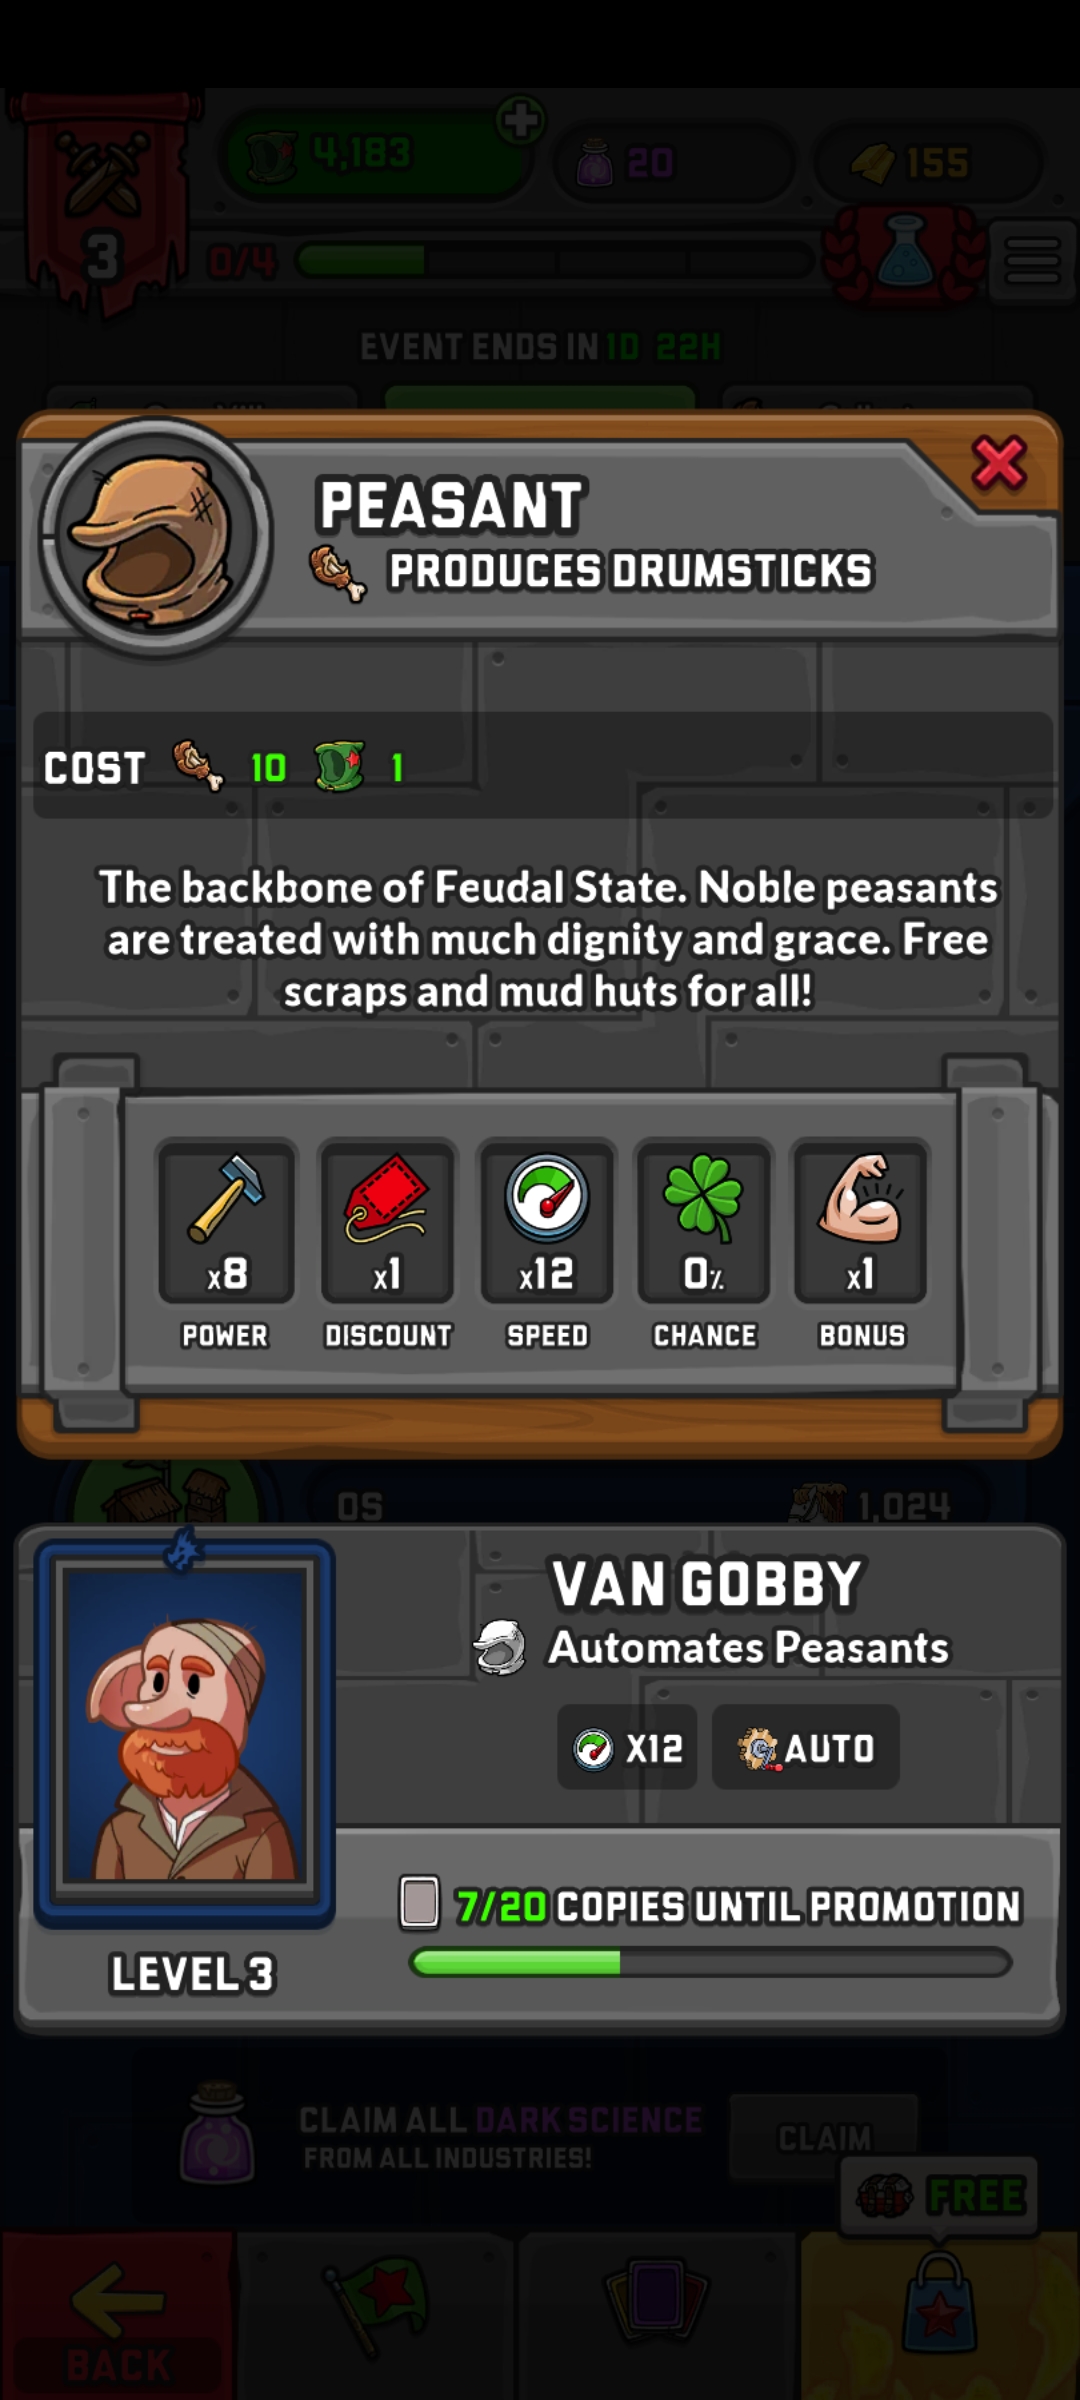 4,183
20
155
3
0/4
EVENT ENDS IN 1D 22H
PEASANT
PRODUCES DRUMSTICKS
COST 10 1
The backbone of Feudal State. Noble peasants
are treated with much dignity and grace. Free
scraps and mud huts for all!
x8 x1 x12 0% x1
POWER DISCOUNT SPEED CHANCE BONUS
0S 1,024
VAN GOBBY
Automates Peasants
X12 AUTO
7/20 COPIES UNTIL PROMOTION
LEVEL 3
CLAIM ALL DARK SCIENCE
FROM ALL INDUSTRIES!
CLAIM
FREE
BACK